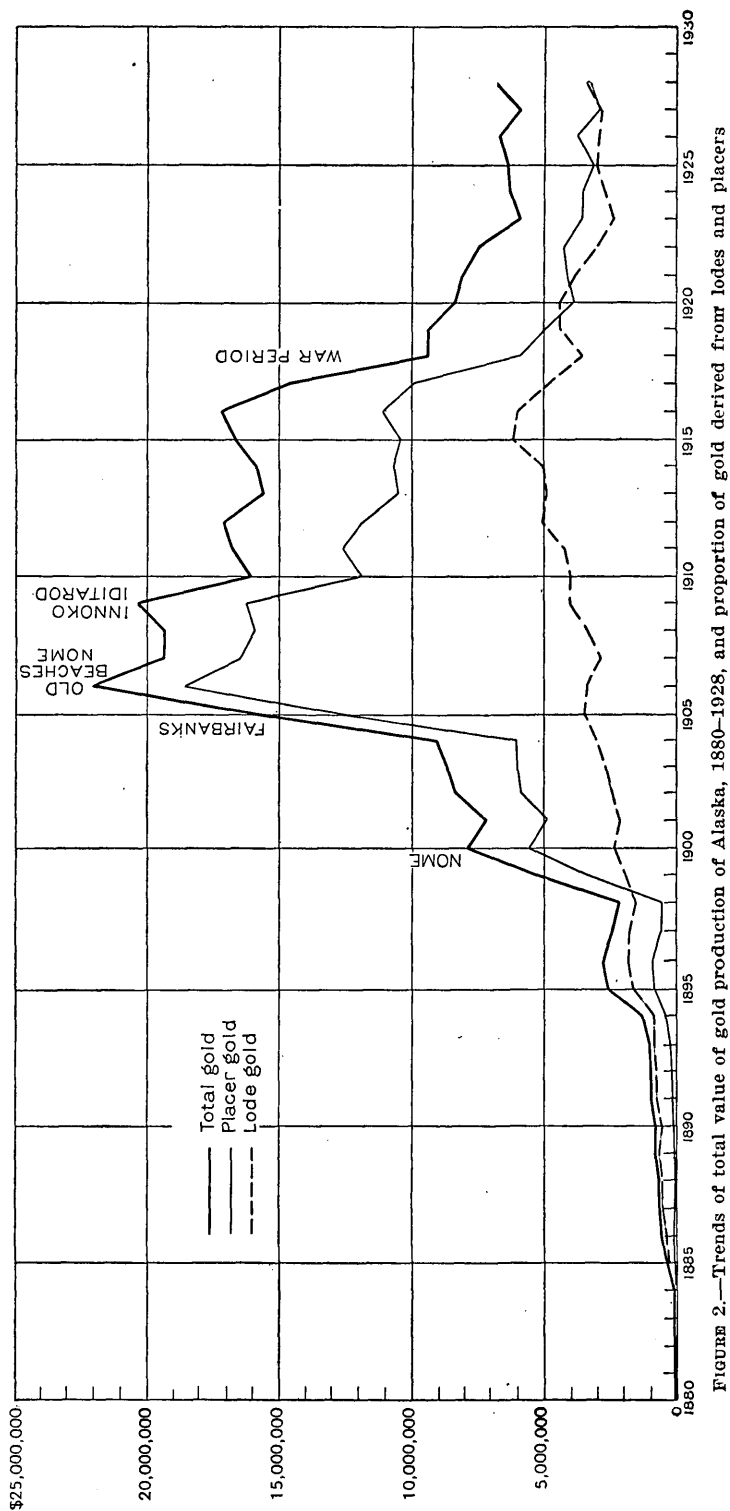 $25,000,000
20,000,000
15,000,000
10,000,000
5,000,000
0
Total gold
Placer gold
Lode gold
NOME
FAIRBANKS
OLD
BEACHES
NOME
INNOKO
IDITAROD
WAR PERIOD
1880
1885
1890
1895
1900
1905
1910
1915
1920
1925
1930
FIGURE 2.—Trends of total value of gold production of Alaska, 1880–1928, and proportion of gold derived from lodes and placers